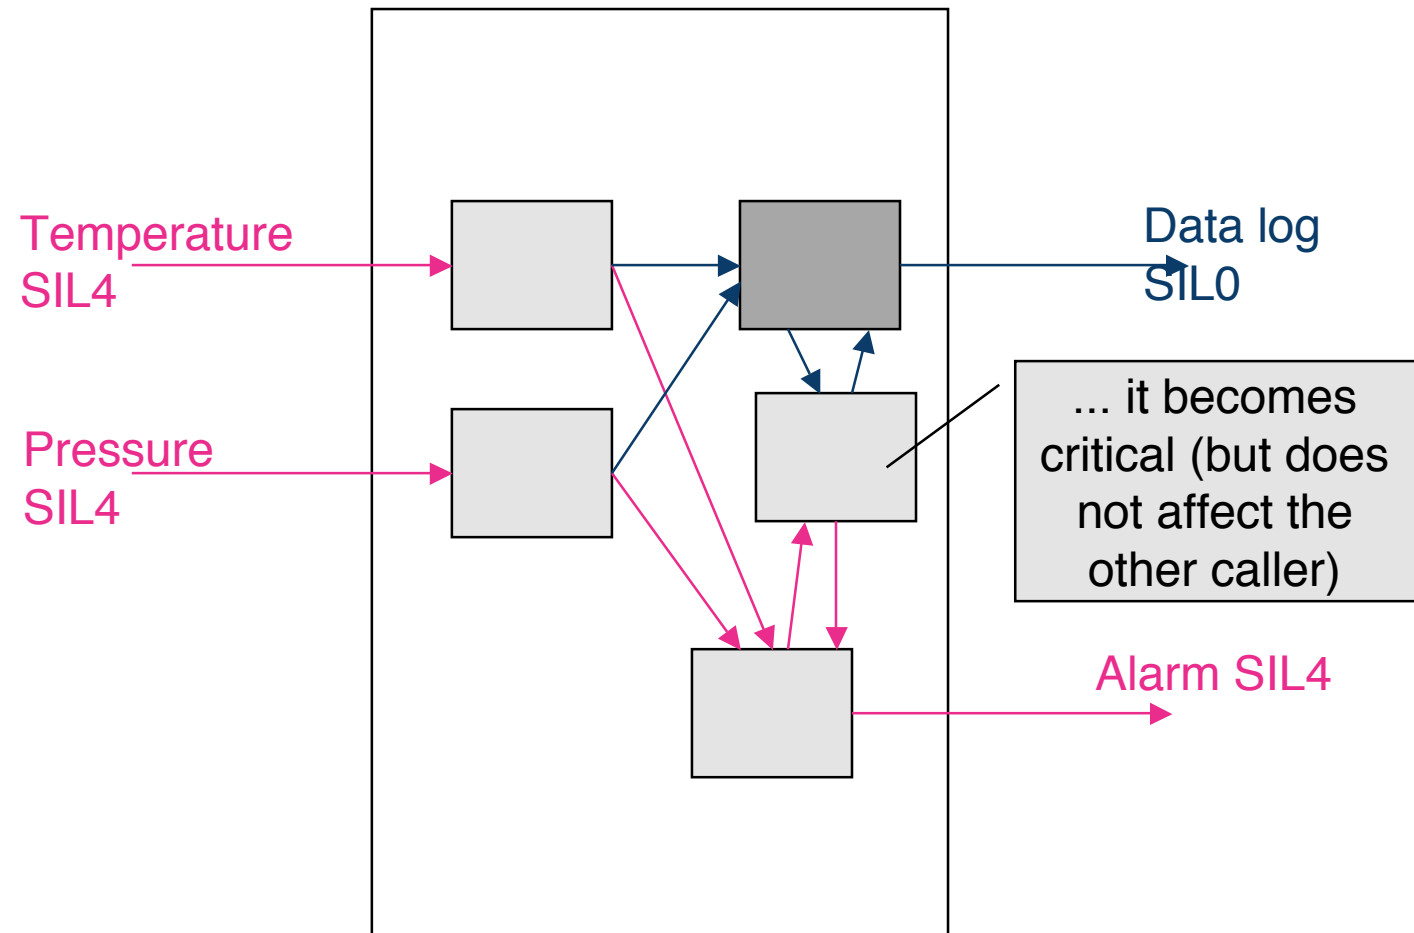 Temperature
SIL4
Data log
SIL0
Pressure
SIL4
... it becomes
critical (but does
not affect the
other caller)
Alarm SIL4